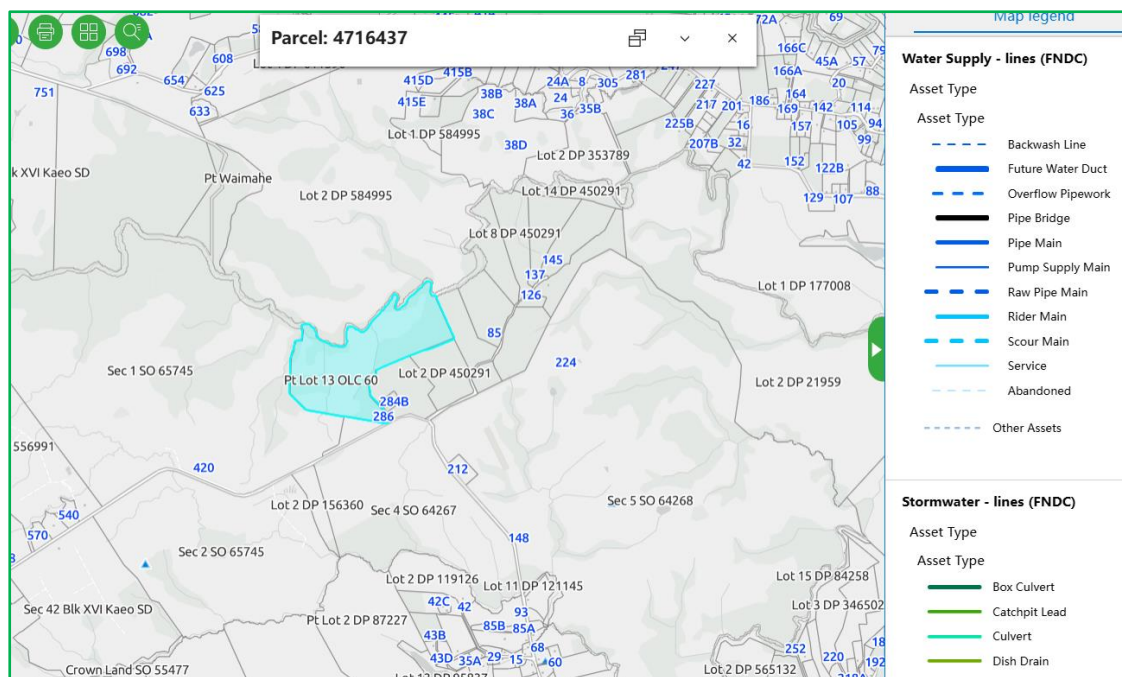 Parcel: 4716437
698
692
654
608
625
633
751
415D
415B
415E
38B
38C
38A
38D
24A
8
305
281
24
36
35B
227
217
201
186
225B
207B
16
32
42
172A
166C
69
45A
57
79
166A
20
164
169
142
114
157
105
94
99
152
122B
129
107
88
Lot 1 DP 584995
Lot 2 DP 353789
Pt Waimahe
Lot 2 DP 584995
Lot 14 DP 450291
k XVI Kaeo SD
Lot 8 DP 450291
145
137
126
Lot 1 DP 177008
85
224
Sec 1 SO 65745
Pt Lot 13 OLC 60
Lot 2 DP 450291
Lot 2 DP 21959
284B
286
556991
420
212
540
570
Lot 2 DP 156360
Sec 4 SO 64267
Sec 5 SO 64268
148
Sec 2 SO 65745
Lot 2 DP 119126
Lot 11 DP 121145
Lot 15 DP 84258
Sec 42 Blk XVI Kaeo SD
Pt Lot 2 DP 87227
42C
42
93
Lot 3 DP 346502
43B
85B
85A
68
43D
35A
29
15
60
252
220
18
192
Crown Land SO 55477
Lot 2 DP 565132
Map legend
Water Supply - lines (FNDC)
Asset Type
Asset Type
Backwash Line
Future Water Duct
Overflow Pipework
Pipe Bridge
Pipe Main
Pump Supply Main
Raw Pipe Main
Rider Main
Scour Main
Service
Abandoned
Other Assets
Stormwater - lines (FNDC)
Asset Type
Asset Type
Box Culvert
Catchpit Lead
Culvert
Dish Drain